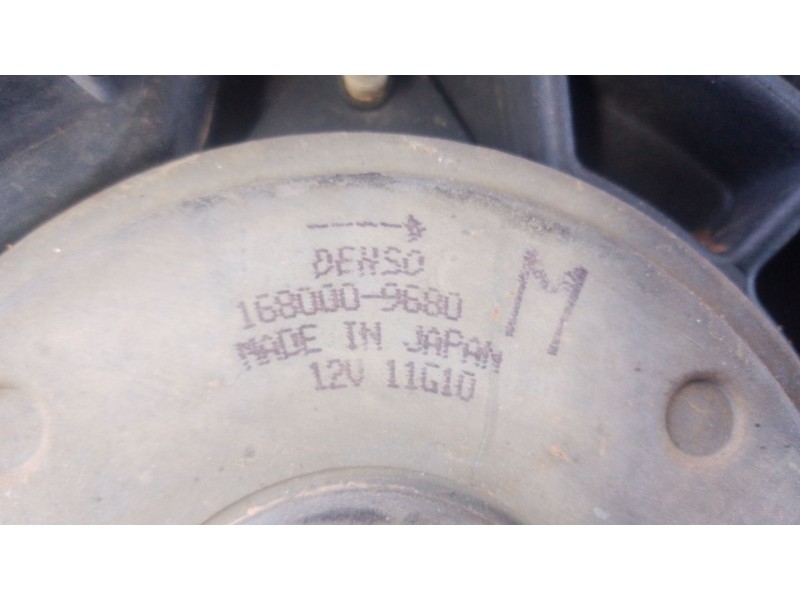 DENSO
168000-9680
MADE IN JAPAN
12V 11G10
M